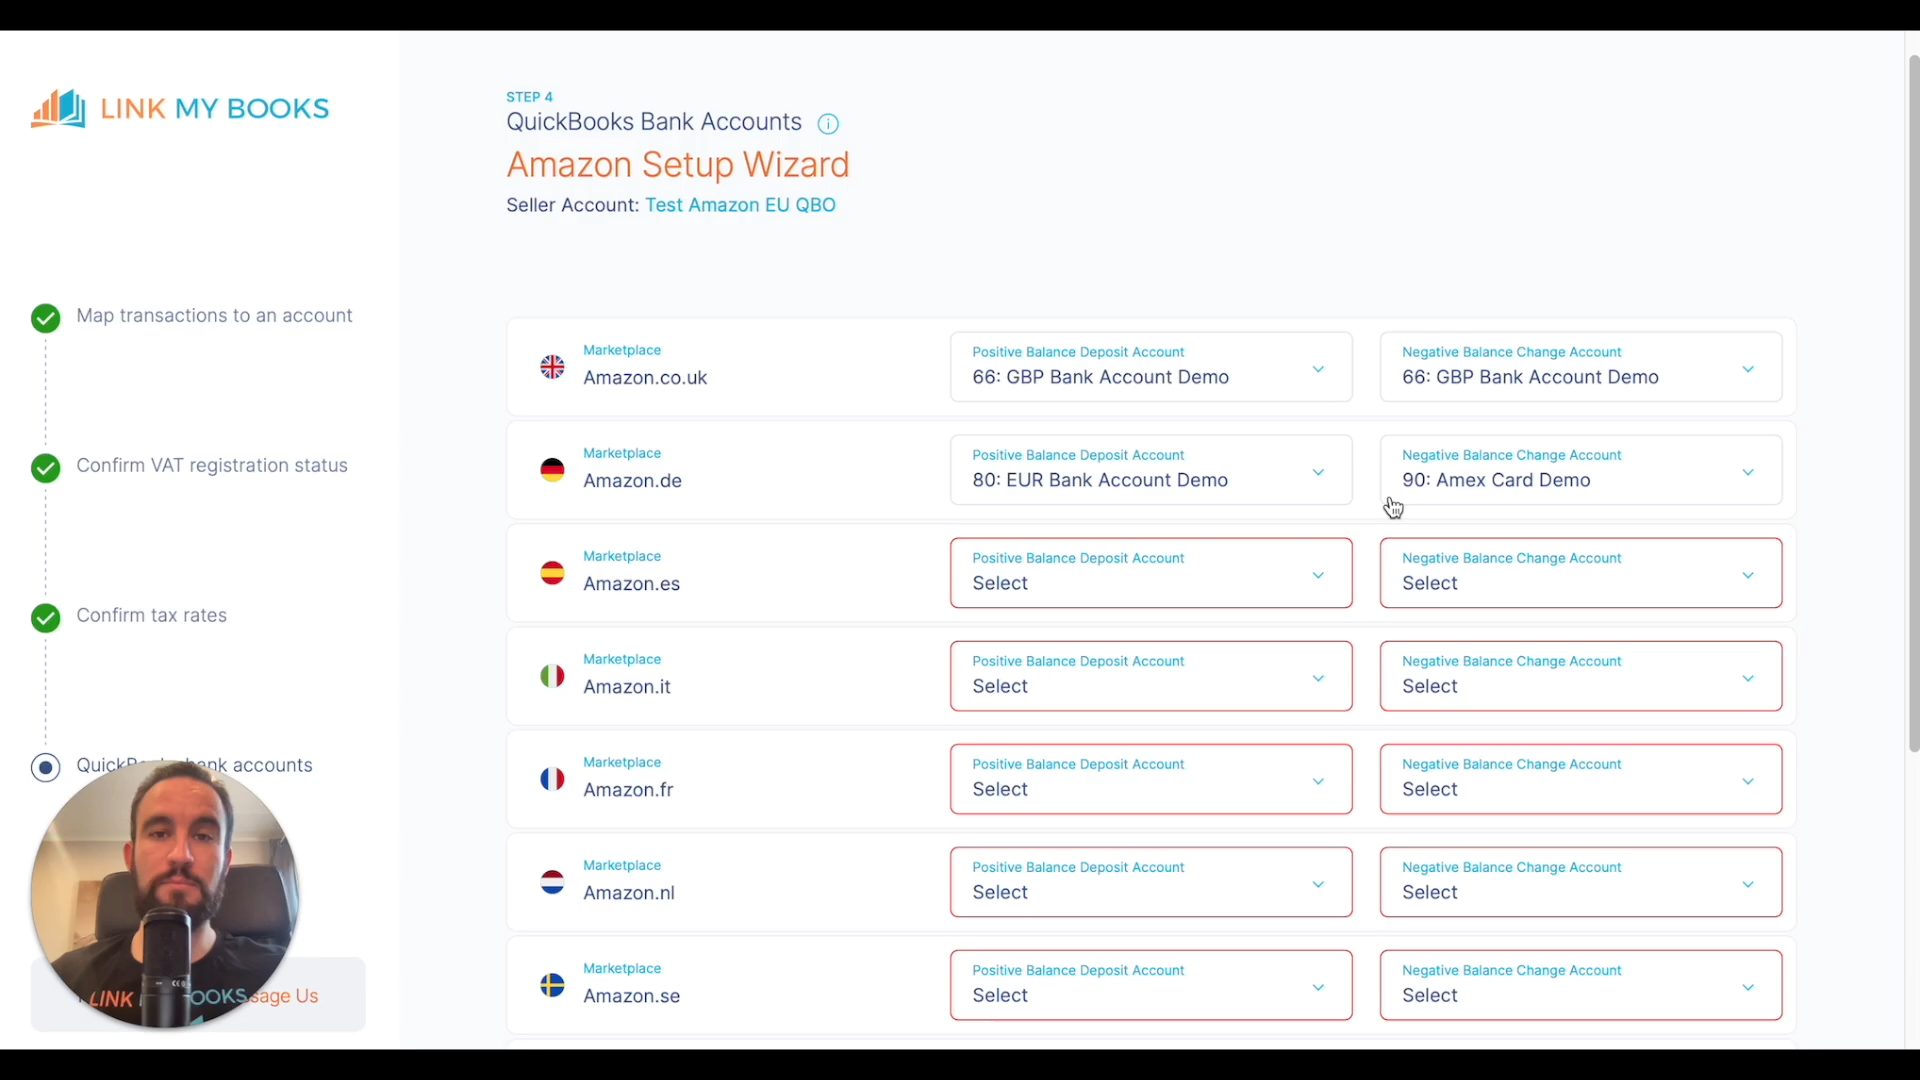 LINK MY BOOKS
STEP 4
QuickBooks Bank Accounts
Amazon Setup Wizard
Seller Account: Test Amazon EU QBO
Map transactions to an account
Confirm VAT registration status
Confirm tax rates
bank accounts
Marketplace
Amazon.co.uk
Positive Balance Deposit Account
66: GBP Bank Account Demo
Negative Balance Change Account
66: GBP Bank Account Demo
Marketplace
Amazon.de
Positive Balance Deposit Account
80: EUR Bank Account Demo
Negative Balance Change Account
90: Amex Card Demo
Marketplace
Amazon.es
Positive Balance Deposit Account
Select
Negative Balance Change Account
Select
Marketplace
Amazon.it
Positive Balance Deposit Account
Select
Negative Balance Change Account
Select
Marketplace
Amazon.fr
Positive Balance Deposit Account
Select
Negative Balance Change Account
Select
Marketplace
Amazon.nl
Positive Balance Deposit Account
Select
Negative Balance Change Account
Select
Marketplace
Amazon.se
Positive Balance Deposit Account
Select
Negative Balance Change Account
Select
LINK
OOKS
sage Us